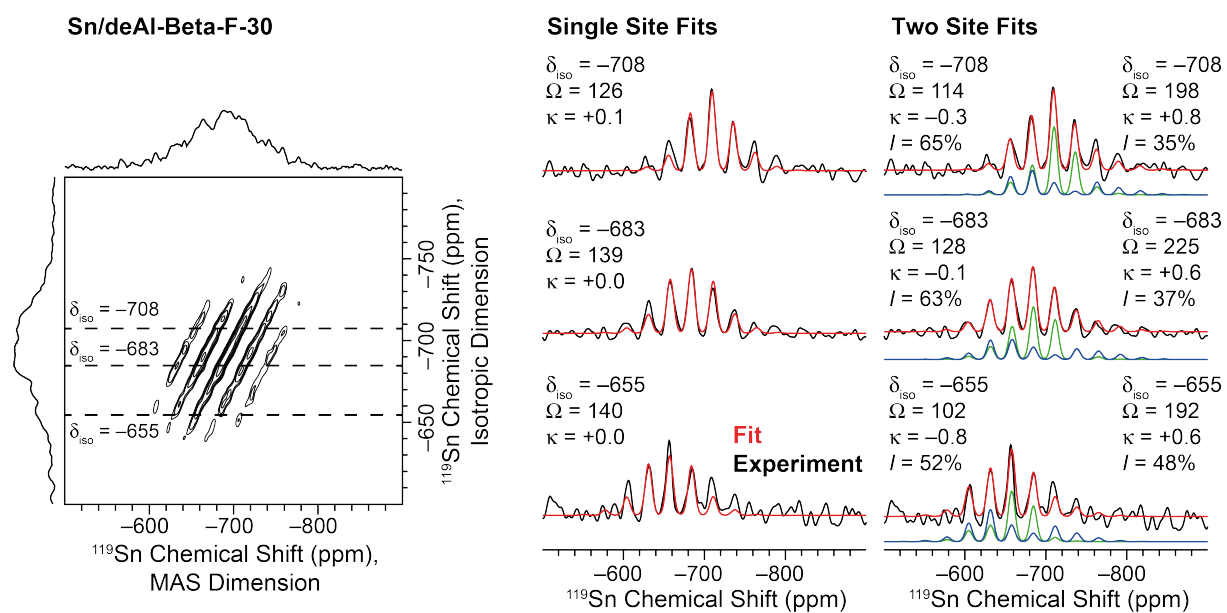 Sn/deAl-Beta-F-30
δiso = –708
δiso = –683
δiso = –655
–750
–700
–650
¹¹⁹Sn Chemical Shift (ppm),
Isotropic Dimension
–600
–700
–800
¹¹⁹Sn Chemical Shift (ppm),
MAS Dimension
Single Site Fits
δiso = –708
Ω = 126
κ = +0.1
δiso = –683
Ω = 139
κ = +0.0
δiso = –655
Ω = 140
κ = +0.0
Fit
Experiment
–600
–700
–800
¹¹⁹Sn Chemical Shift (ppm)
Two Site Fits
δiso = –708
Ω = 114
κ = –0.3
I = 65%
δiso = –708
Ω = 198
κ = +0.8
I = 35%
δiso = –683
Ω = 128
κ = –0.1
I = 63%
δiso = –683
Ω = 225
κ = +0.6
I = 37%
δiso = –655
Ω = 102
κ = –0.8
I = 52%
δiso = –655
Ω = 192
κ = +0.6
I = 48%
–600
–700
–800
¹¹⁹Sn Chemical Shift (ppm)